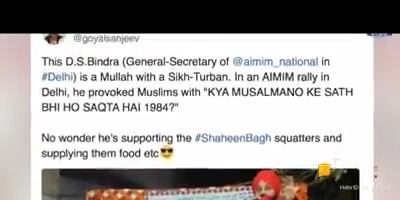 @goyalsanjeev
This D.S.Bindra (General-Secretary of @aimim_national in
#Delhi) is a Mullah with a Sikh-Turban. In an AIMIM rally in
Delhi, he provoked Muslims with "KYA MUSALMANO KE SATH
BHI HO SAQTA HAI 1984?"
No wonder he's supporting the #ShaheenBagh squatters and
supplying them food etc😎